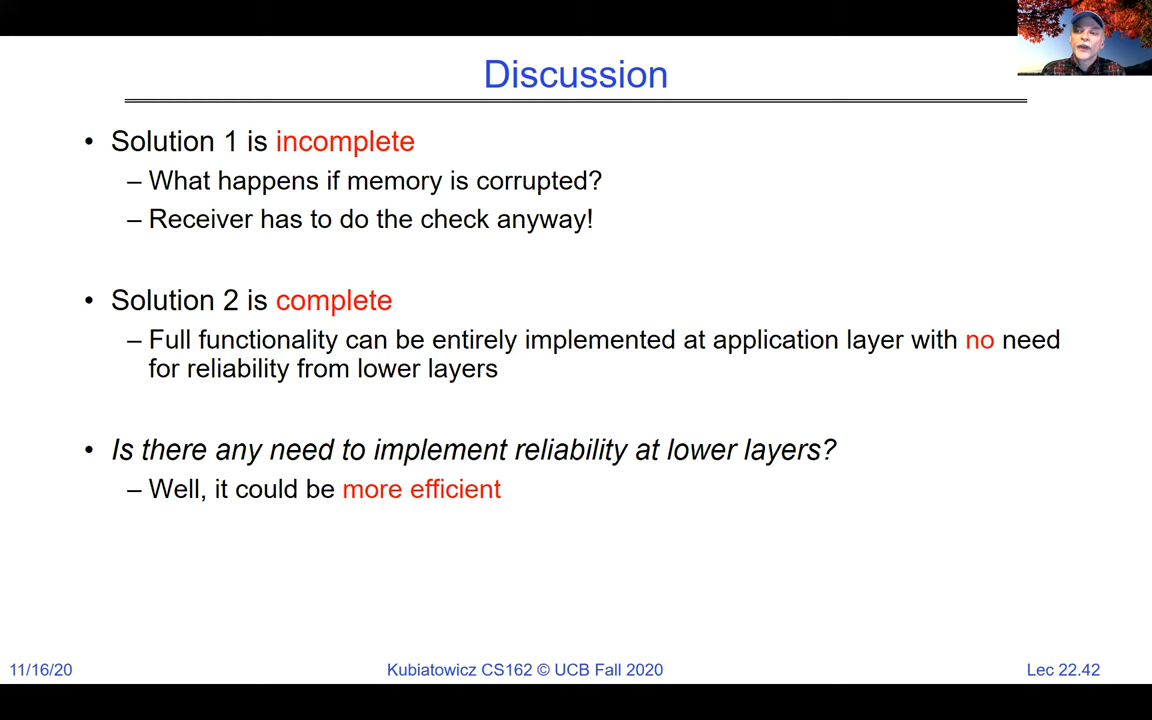 Discussion
• Solution 1 is incomplete
– What happens if memory is corrupted?
– Receiver has to do the check anyway!
• Solution 2 is complete
– Full functionality can be entirely implemented at application layer with no need
for reliability from lower layers
• Is there any need to implement reliability at lower layers?
– Well, it could be more efficient
11/16/20
Kubiatowicz CS162 © UCB Fall 2020
Lec 22.42